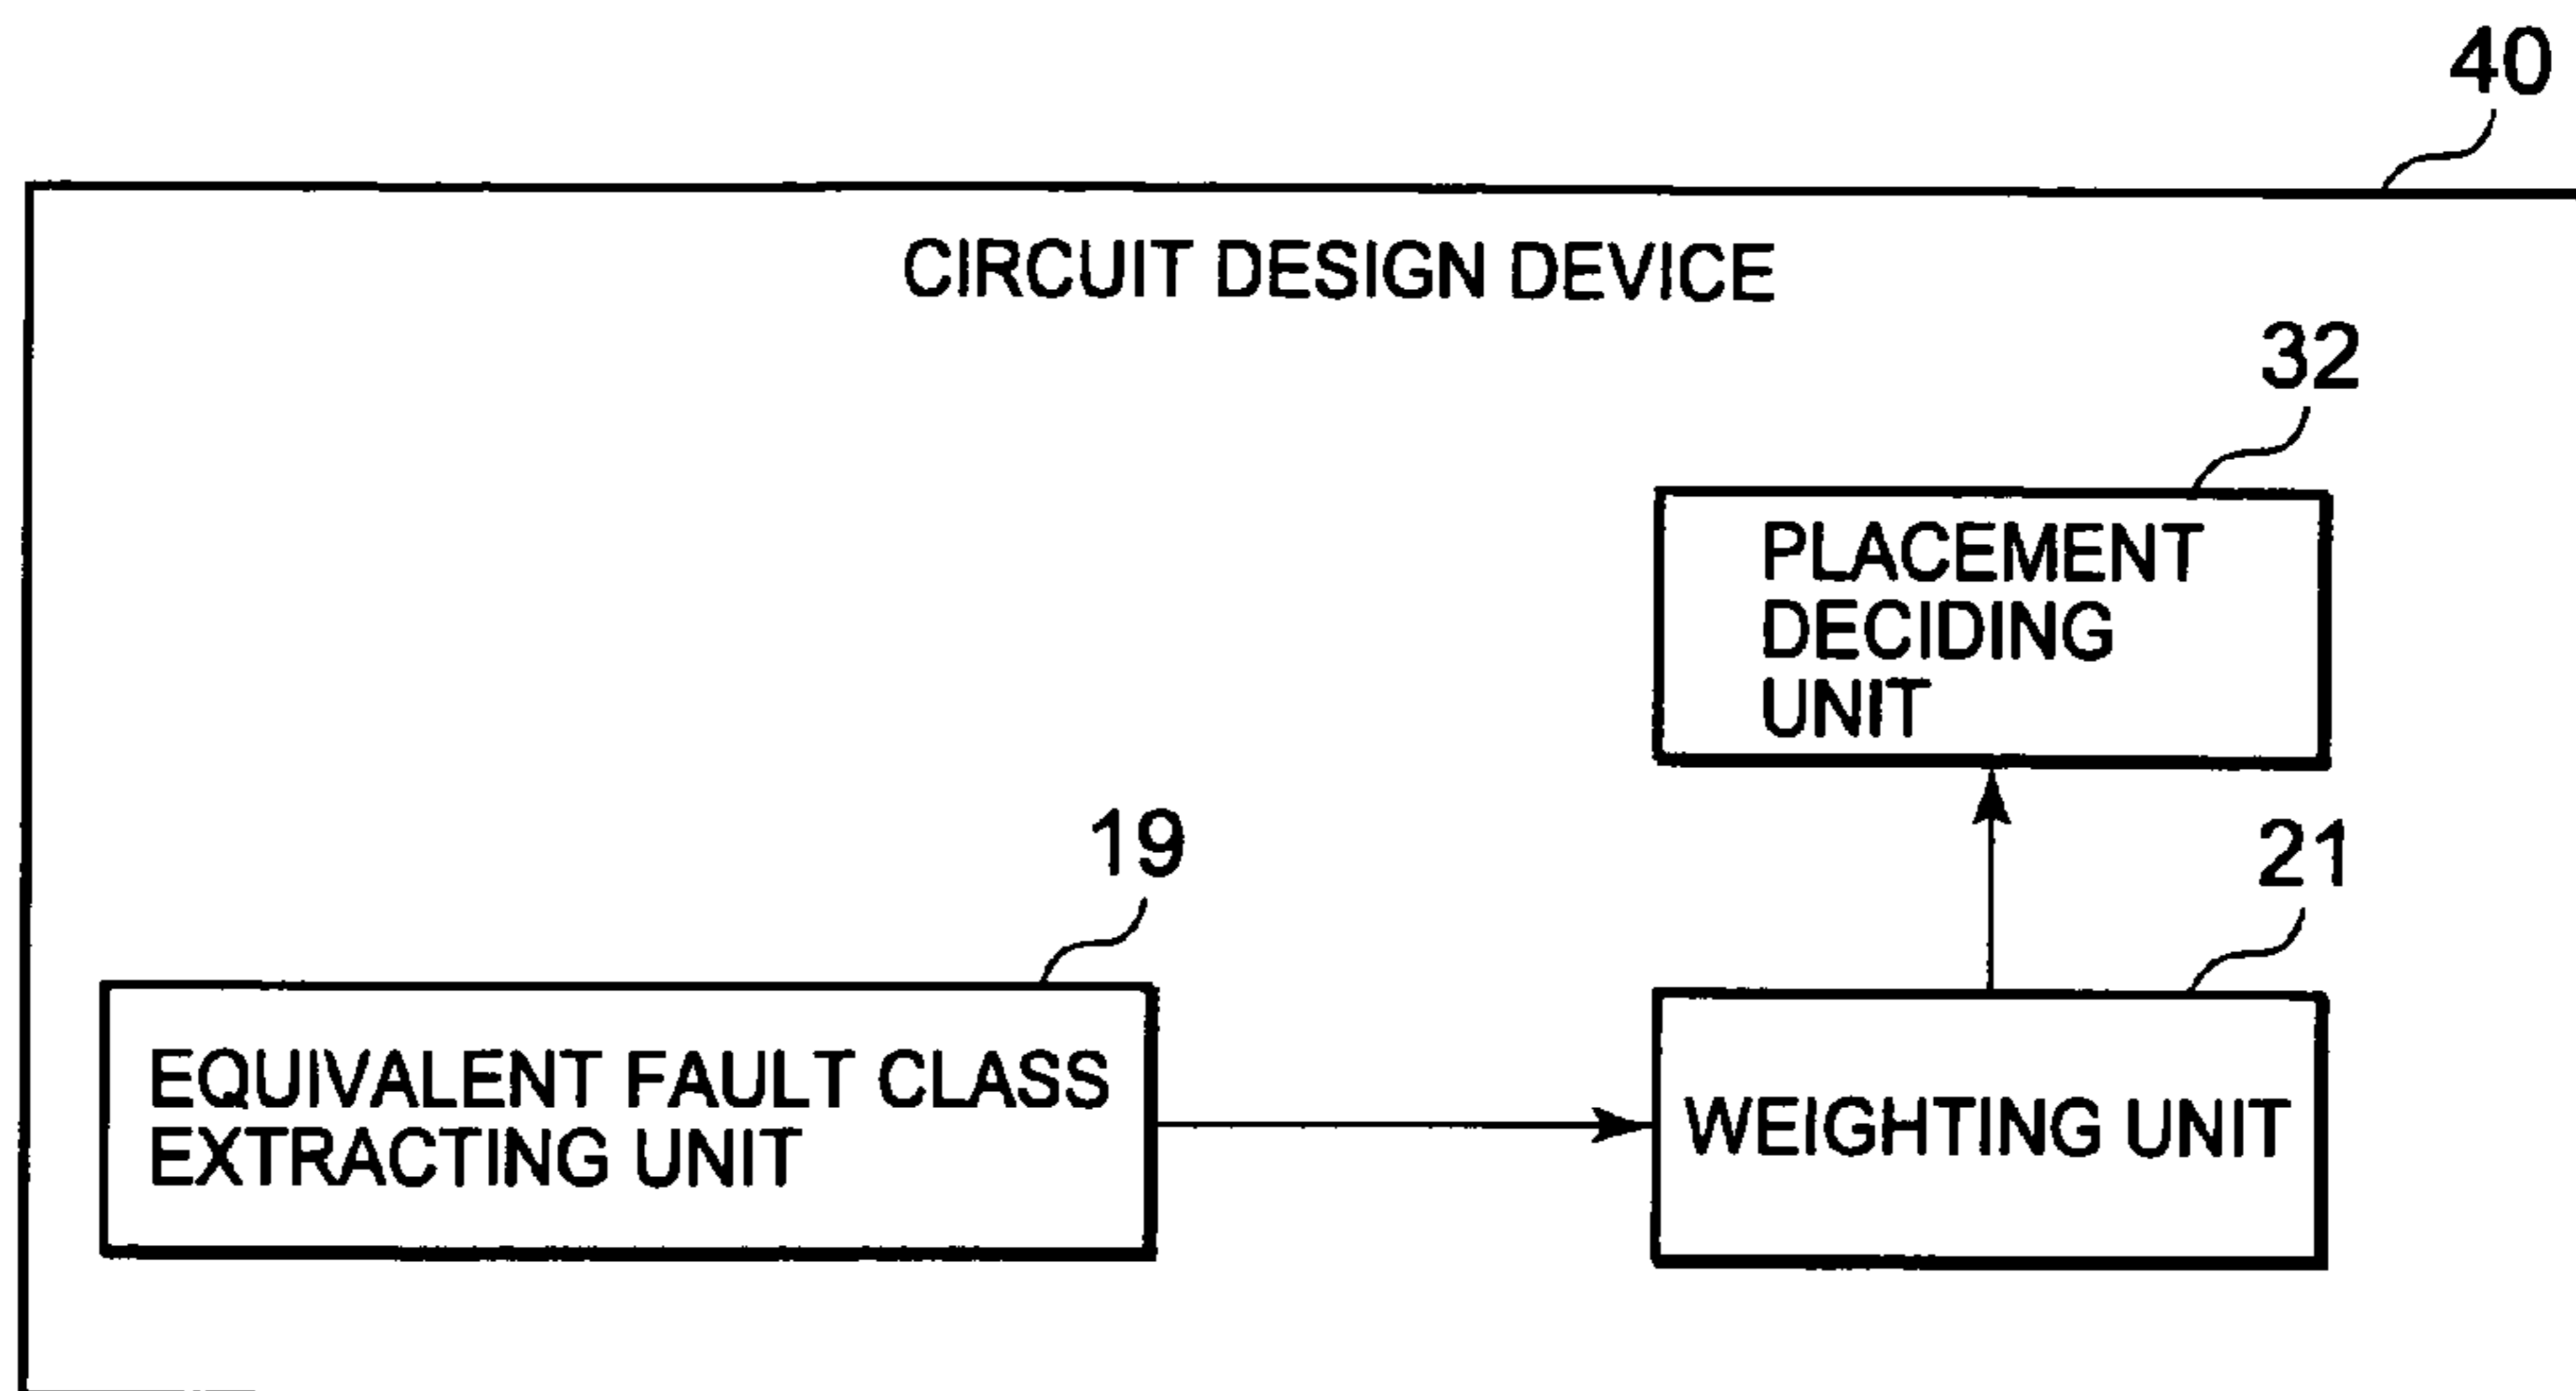 40
CIRCUIT DESIGN DEVICE
32
PLACEMENT
DECIDING
UNIT
19
21
EQUIVALENT FAULT CLASS
EXTRACTING UNIT
WEIGHTING UNIT